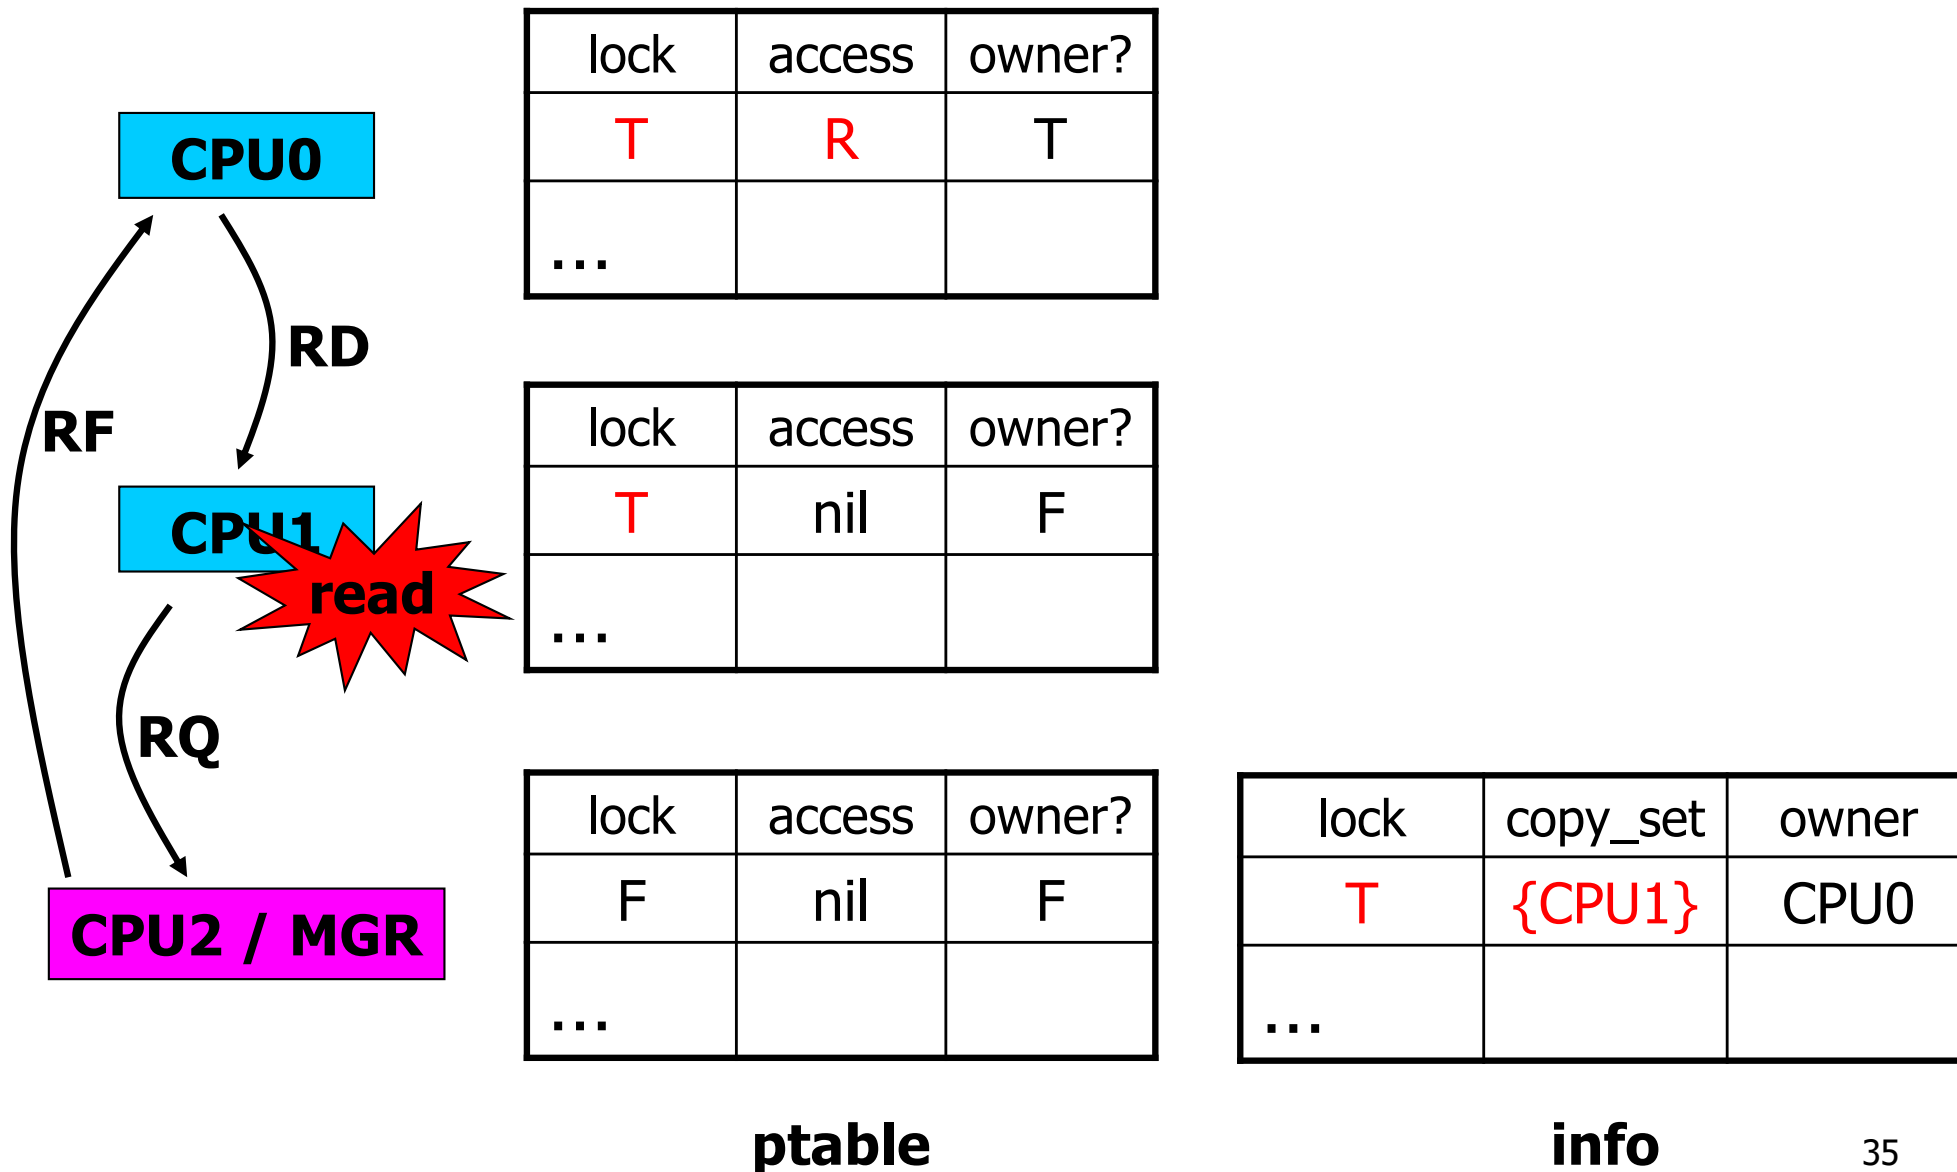 lock access owner?
T R T
...
CPU0
RD
RF
lock access owner?
T nil F
...
CPU1
read
RQ
lock access owner?
F nil F
...
CPU2 / MGR
lock copy_set owner
T {CPU1} CPU0
...
ptable
info
35